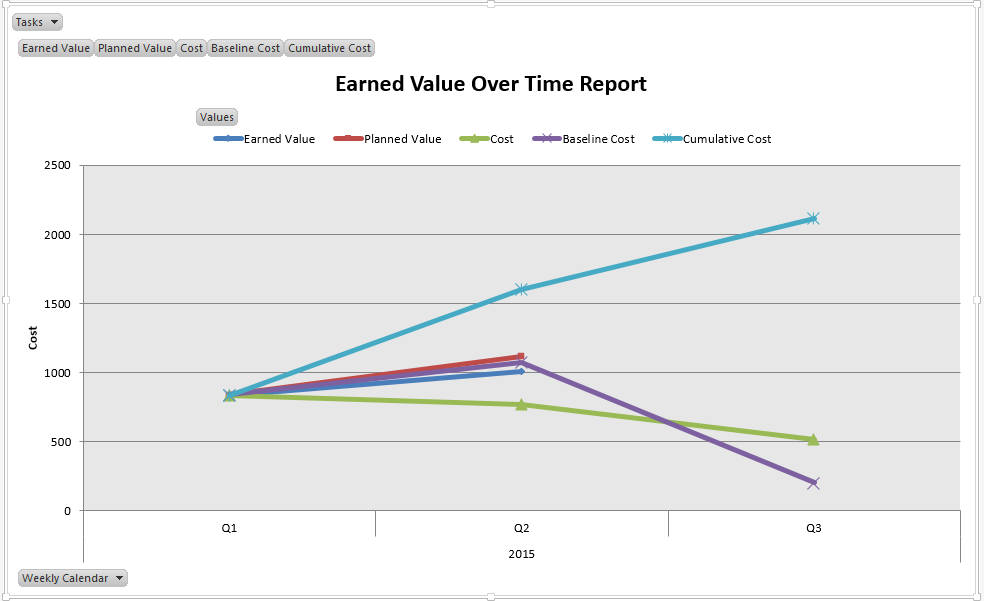 Tasks
Earned Value Planned Value Cost Baseline Cost Cumulative Cost
Earned Value Over Time Report
Values
Earned Value Planned Value Cost Baseline Cost Cumulative Cost
2500
2000
1500
1000
500
0
Cost
Q1 Q2 Q3
2015
Weekly Calendar